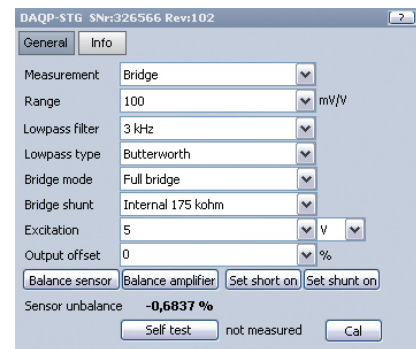 DAQP-STG SNr:326566 Rev:102 ?
General Info
Measurement Bridge
Range 100 mV/V
Lowpass filter 3 kHz
Lowpass type Butterworth
Bridge mode Full bridge
Bridge shunt Internal 175 kohm
Excitation 5 V
Output offset 0 %
Balance sensor Balance amplifier Set short on Set shunt on
Sensor unbalance -0,6837 %
Self test not measured Cal